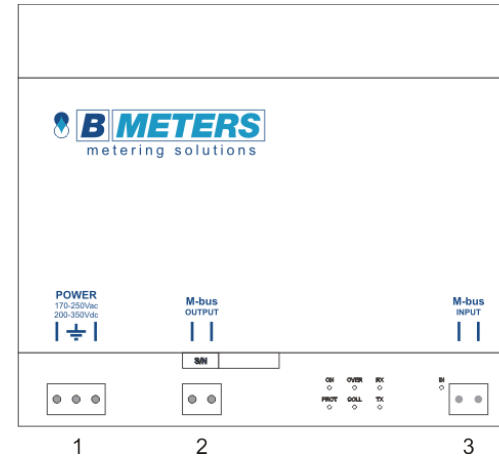 B METERS
metering solutions
POWER
170-250Vac
200-350Vdc
M-bus
OUTPUT
M-bus
INPUT
S/N
ON OVER RX
IN
PROT COLL TX
1 2 3